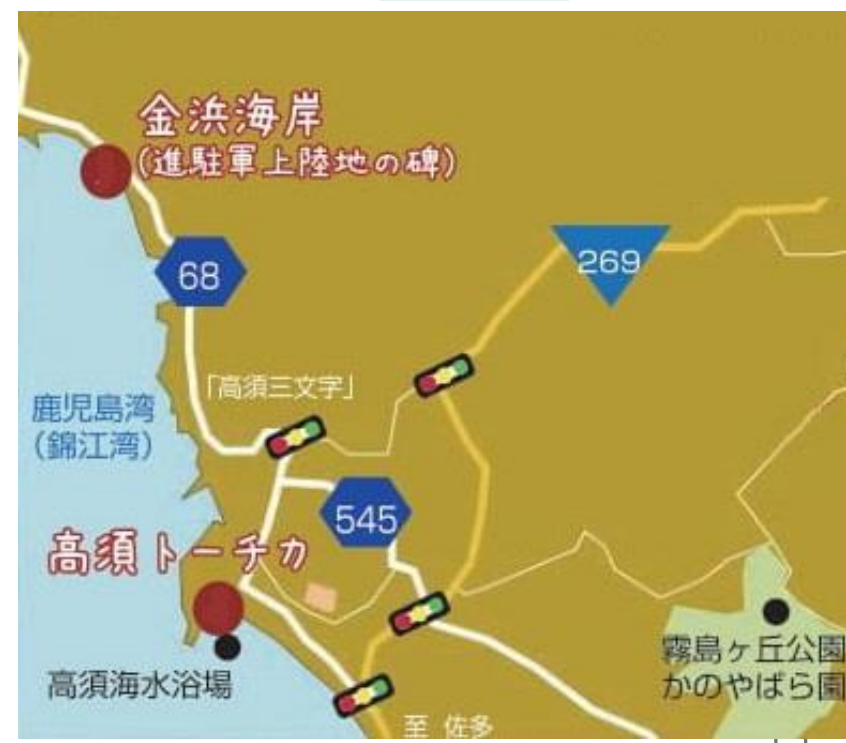 金浜海岸
(進駐軍上陸地の碑)
269
68
「高須三文字」
鹿児島湾
(錦江湾)
545
高須トーチカ
霧島ヶ丘公園
かのやばら園
高須海水浴場
至 佐多